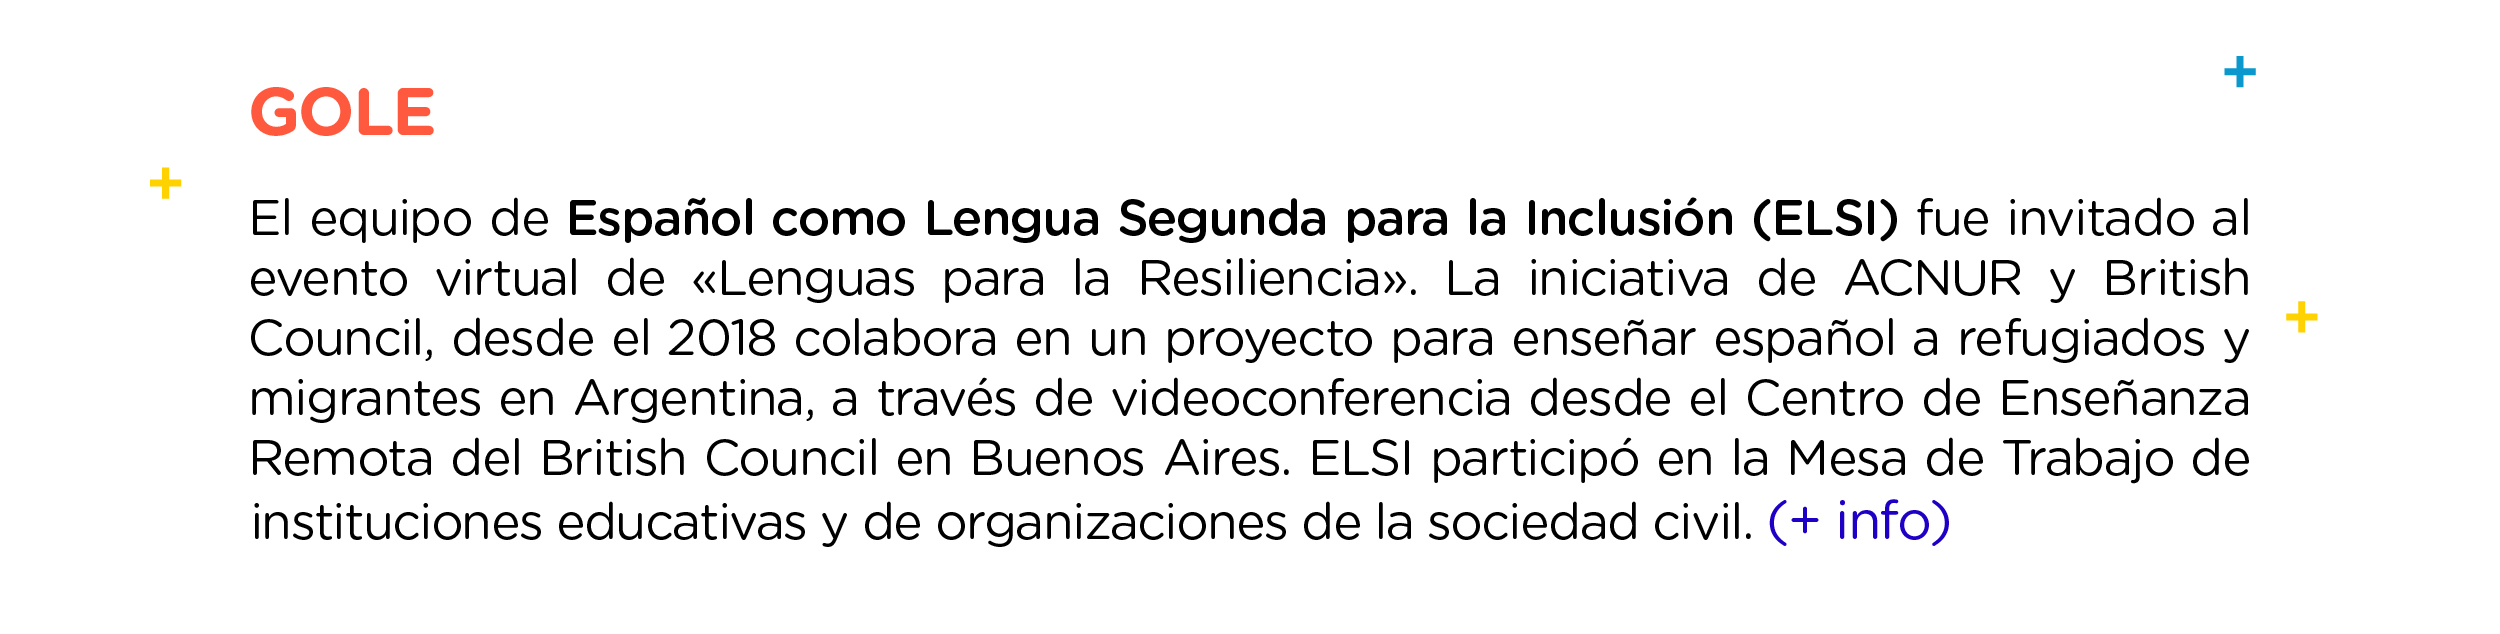 GOLE
El equipo de Español como Lengua Segunda para la Inclusión (ELSI) fue invitado al
evento virtual de «Lenguas para la Resiliencia». La iniciativa de ACNUR y British
Council, desde el 2018 colabora en un proyecto para enseñar español a refugiados y
migrantes en Argentina, a través de videoconferencia desde el Centro de Enseñanza
Remota del British Council en Buenos Aires. ELSI participó en la Mesa de Trabajo de
instituciones educativas y de organizaciones de la sociedad civil. (+ info)